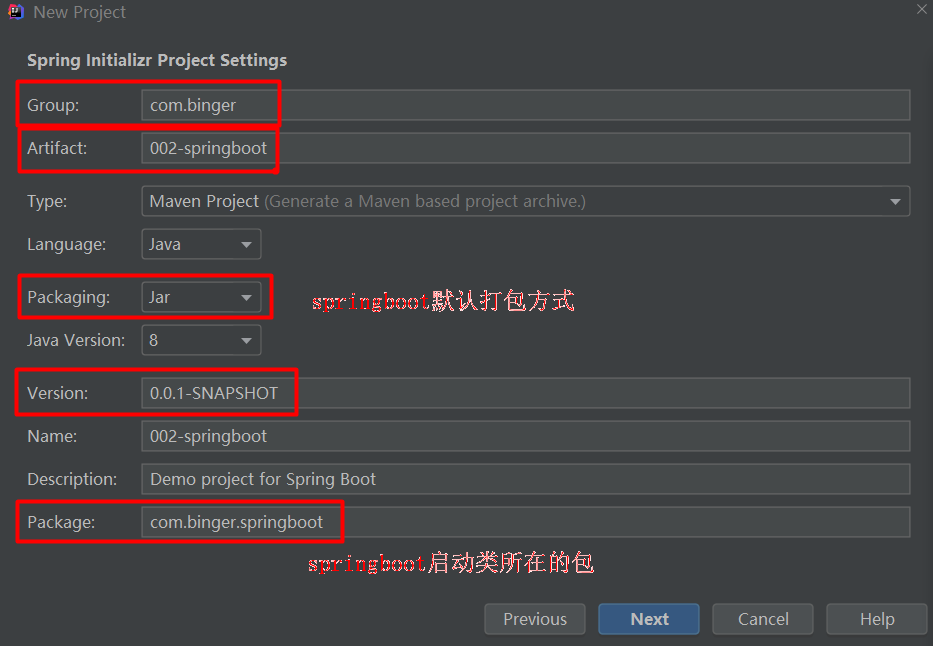 New Project
Spring Initializr Project Settings
Group: com.binger
Artifact: 002-springboot
Type: Maven Project (Generate a Maven based project archive.)
Language: Java
Packaging: Jar springboot默认打包方式
Java Version: 8
Version: 0.0.1-SNAPSHOT
Name: 002-springboot
Description: Demo project for Spring Boot
Package: com.binger.springboot
springboot启动类所在的包
Previous Next Cancel Help